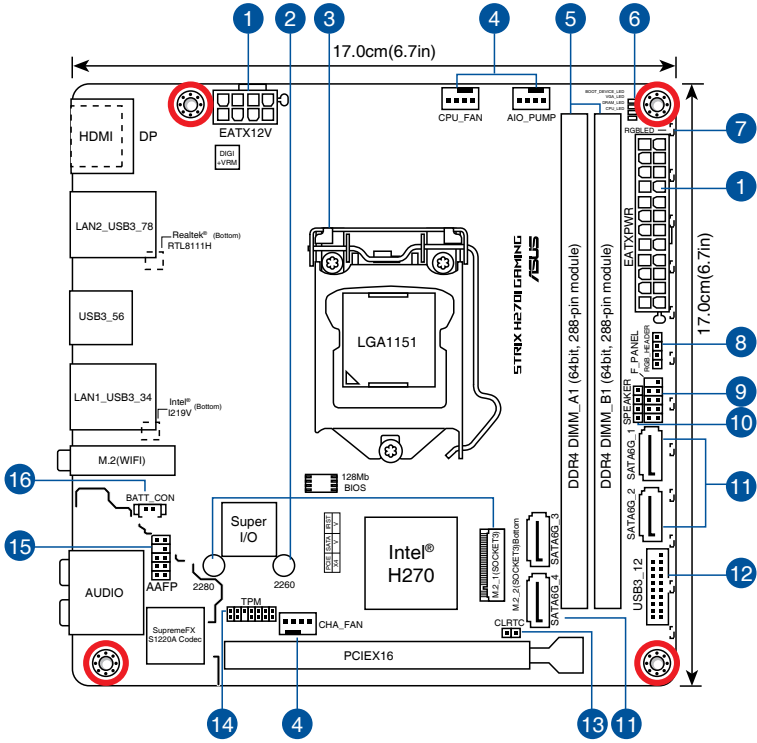 1
2
3
4
5
6
17.0cm(6.7in)
BOOT_DEVICE_LED
VGA_LED
DRAM_LED
CPU_LED
EATX12V
CPU_FAN
AIO_PUMP
RGBLED
7
HDMI
DP
DIGI
+VRM
1
EATXPWR
LAN2_USB3_78
Realtek® (Bottom)
RTL8111H
STRIX H270I GAMING
ASUS
DDR4 DIMM_A1 (64bit, 288-pin module)
DDR4 DIMM_B1 (64bit, 288-pin module)
17.0cm(6.7in)
USB3_56
LGA1151
F_PANEL
RGB_HEADER
8
LAN1_USB3_34
Intel® (Bottom)
I219V
SPEAKER
9
10
M.2(WIFI)
SATA6G_1
16
BATT_CON
128Mb
BIOS
11
SATA6G_2
Super
I/O
PCIE SATA IRST
X4 V V
Intel®
H270
M.2_1(SOCKET3)
M.2_2(SOCKET3)Bottom
SATA6G_3
15
AAFP
USB3_12
12
2280
2260
SATA6G_4
AUDIO
TPM
CHA_FAN
CLRTC
SupremeFX
S1220A Codec
PCIEX16
14
4
13
11